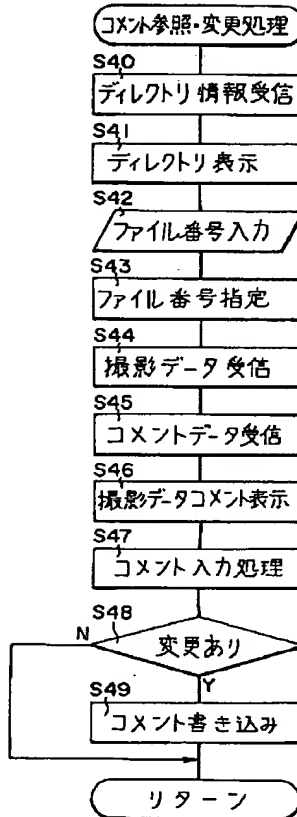 コメント参照・変更処理
S40
ディレクトリ情報受信
S41
ディレクトリ表示
S42
ファイル番号入力
S43
ファイル番号指定
S44
撮影データ受信
S45
コメントデータ受信
S46
撮影データコメント表示
S47
コメント入力処理
S48
N
変更あり
Y
S49
コメント書き込み
リターン